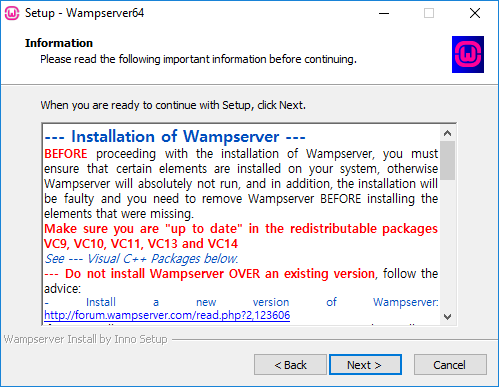 Setup - Wampserver64
Information
Please read the following important information before continuing.
When you are ready to continue with Setup, click Next.
--- Installation of Wampserver ---
BEFORE proceeding with the installation of Wampserver, you must
ensure that certain elements are installed on your system, otherwise
Wampserver will absolutely not run, and in addition, the installation will
be faulty and you need to remove Wampserver BEFORE installing the
elements that were missing.
Make sure you are "up to date" in the redistributable packages
VC9, VC10, VC11, VC13 and VC14
See --- Visual C++ Packages below.
--- Do not install Wampserver OVER an existing version, follow the
advice:
- Install a new version of Wampserver:
http://forum.wampserver.com/read.php?2,123606
Wampserver Install by Inno Setup
< Back
Next >
Cancel